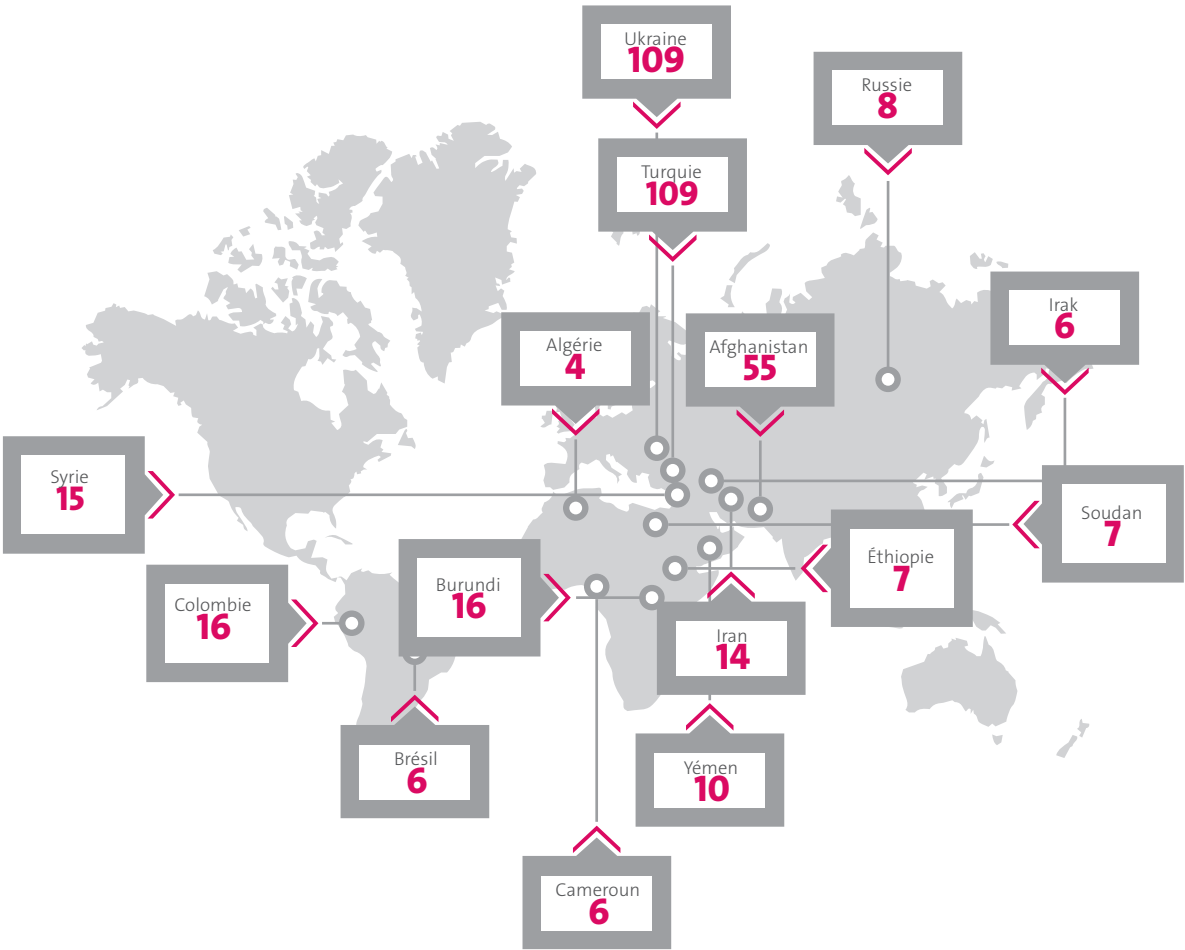 Ukraine
109
Russie
8
Turquie
109
Irak
6
Algérie
4
Afghanistan
55
Syrie
15
Soudan
7
Éthiopie
7
Burundi
16
Colombie
16
Iran
14
Brésil
6
Yémen
10
Cameroun
6